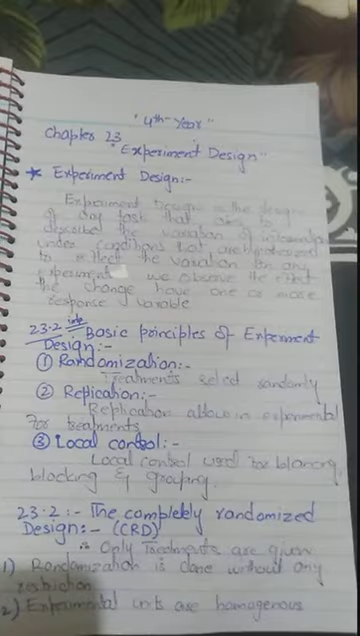 "4th-Year"
Chapter 23
"Experiment Design"
* Experiment Design:-
Experiment Design is the design
of any task that aims to
described the variation of information
under conditions that are hypothesized
to reflect the variation. In any
experiment we observe the effect
the change have one or more
response variable
23.2 imp Basic principles of Experiment
Design:-
① Randomization:-
Treatments seled randomly
② Replication:-
Replication allow in experimental
for treatments
③ Local control:-
Local control used for blancing,
blocking & grouping.
23.2:- The completely randomized
Design:- (CRD)
Only Treatments are given
1) Randomization is done without any
restriction
2) Experimental units are homogenous